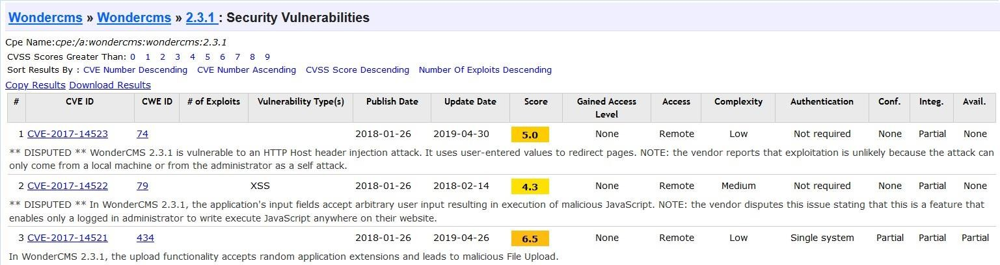 Wondercms » Wondercms » 2.3.1 : Security Vulnerabilities
Cpe Name:cpe:/a:wondercms:wondercms:2.3.1
CVSS Scores Greater Than: 0 1 2 3 4 5 6 7 8 9
Sort Results By : CVE Number Descending CVE Number Ascending CVSS Score Descending Number Of Exploits Descending
Copy Results Download Results
# CVE ID CWE ID # of Exploits Vulnerability Type(s) Publish Date Update Date Score Gained Access Level Access Complexity Authentication Conf. Integ. Avail.
1 CVE-2017-14523 74 2018-01-26 2019-04-30 5.0 None Remote Low Not required None Partial None
** DISPUTED ** WonderCMS 2.3.1 is vulnerable to an HTTP Host header injection attack. It uses user-entered values to redirect pages. NOTE: the vendor reports that exploitation is unlikely because the attack can
only come from a local machine or from the administrator as a self attack.
2 CVE-2017-14522 79 XSS 2018-01-26 2018-02-14 4.3 None Remote Medium Not required None Partial None
** DISPUTED ** In WonderCMS 2.3.1, the application's input fields accept arbitrary user input resulting in execution of malicious JavaScript. NOTE: the vendor disputes this issue stating that this is a feature that
enables only a logged in administrator to write execute JavaScript anywhere on their website.
3 CVE-2017-14521 434 2018-01-26 2019-04-26 6.5 None Remote Low Single system Partial Partial Partial
In WonderCMS 2.3.1, the upload functionality accepts random application extensions and leads to malicious File Upload.